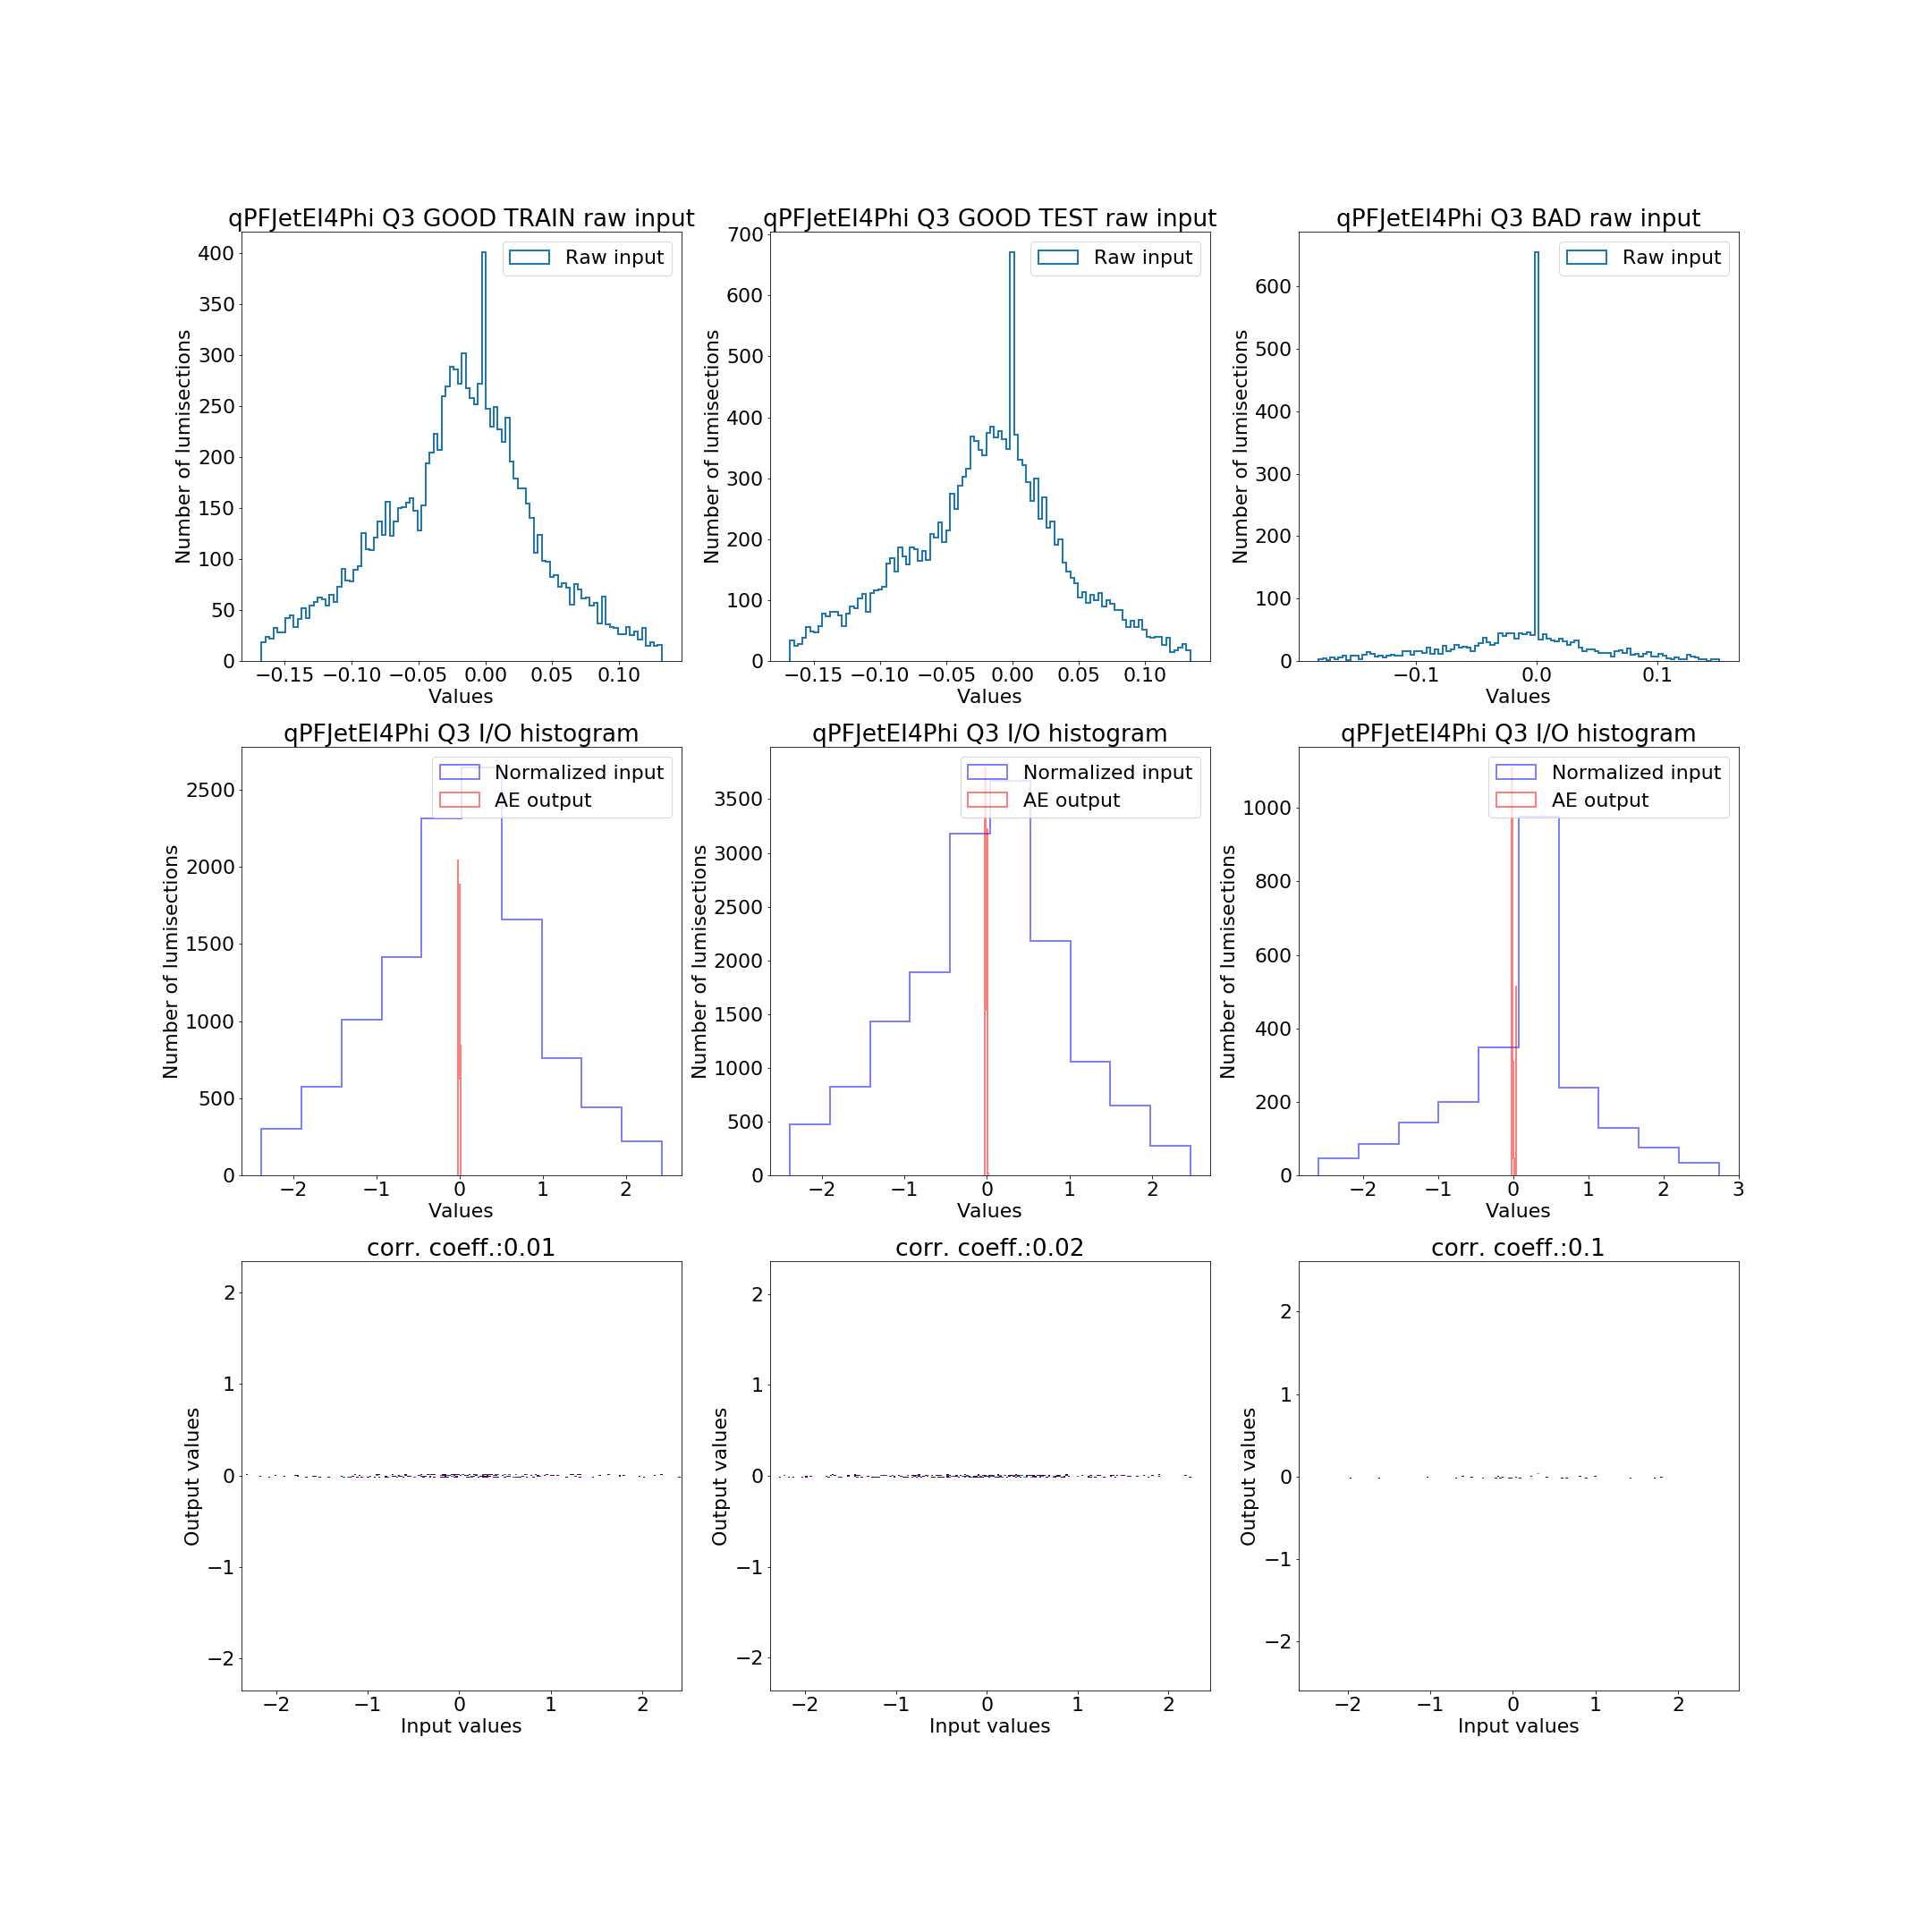 qPFJetEI4Phi Q3 GOOD TRAIN raw input
Raw input
Number of lumisections
400
350
300
250
200
150
100
50
0
−0.15 −0.10 −0.05 0.00 0.05 0.10
Values
qPFJetEI4Phi Q3 GOOD TEST raw input
Raw input
Number of lumisections
700
600
500
400
300
200
100
0
−0.15 −0.10 −0.05 0.00 0.05 0.10
Values
qPFJetEI4Phi Q3 BAD raw input
Raw input
Number of lumisections
600
500
400
300
200
100
0
−0.1 0.0 0.1
Values
qPFJetEI4Phi Q3 I/O histogram
Normalized input
AE output
Number of lumisections
2500
2000
1500
1000
500
0
−2 −1 0 1 2
Values
qPFJetEI4Phi Q3 I/O histogram
Normalized input
AE output
Number of lumisections
3500
3000
2500
2000
1500
1000
500
0
−2 −1 0 1 2
Values
qPFJetEI4Phi Q3 I/O histogram
Normalized input
AE output
Number of lumisections
1000
800
600
400
200
0
−2 −1 0 1 2 3
Values
corr. coeff.:0.01
Output values
2
1
0
−1
−2
−2 −1 0 1 2
Input values
corr. coeff.:0.02
Output values
2
1
0
−1
−2
−2 −1 0 1 2
Input values
corr. coeff.:0.1
Output values
2
1
0
−1
−2
−2 −1 0 1 2
Input values